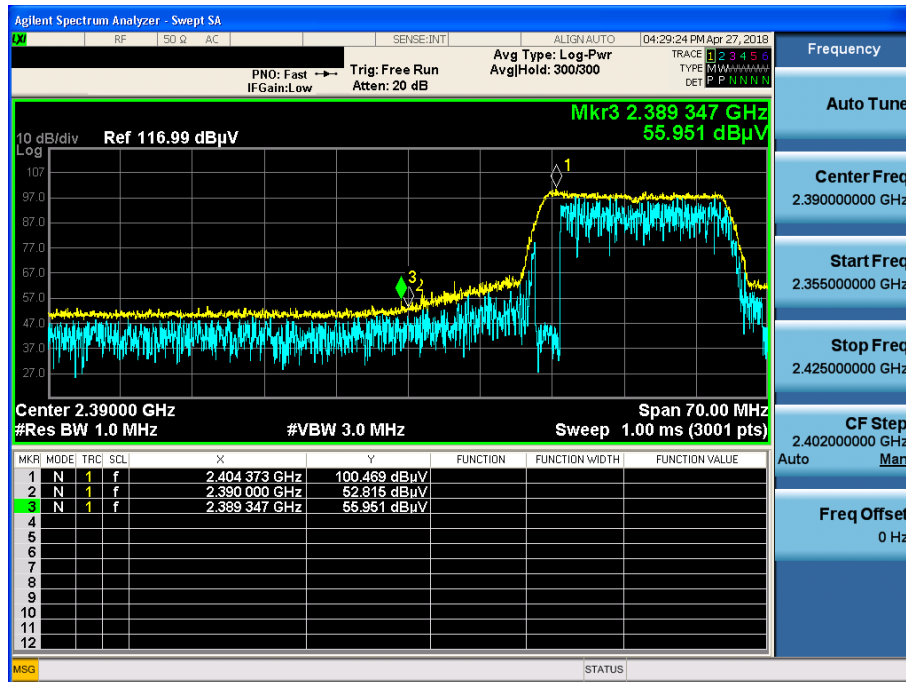 Agilent Spectrum Analyzer - Swept SA
LXI RF 50 Ω AC SENSE:INT ALIGN AUTO 04:29:24 PM Apr 27, 2018
Frequency
PNO: Fast Trig: Free Run Avg Type: Log-Pwr TRACE 1 2 3 4 5 6
IFGain:Low Atten: 20 dB Avg|Hold: 300/300 TYPE M W
DET P P N N N N
Auto Tune
Mkr3 2.389 347 GHz
10 dB/div Ref 116.99 dBµV 55.951 dBµV
Log
107
97.0
87.0
77.0
67.0
57.0
47.0
37.0
27.0
1
3
2
Center Freq
2.390000000 GHz
Start Freq
2.355000000 GHz
Stop Freq
2.425000000 GHz
CF Step
2.402000000 GHz
Auto Man
Freq Offset
0 Hz
Center 2.39000 GHz Span 70.00 MHz
#Res BW 1.0 MHz #VBW 3.0 MHz Sweep 1.00 ms (3001 pts)
MKR MODE TRC SCL X Y FUNCTION FUNCTION WIDTH FUNCTION VALUE
1 N 1 f 2.404 373 GHz 100.469 dBµV
2 N 1 f 2.390 000 GHz 52.815 dBµV
3 N 1 f 2.389 347 GHz 55.951 dBµV
4
5
6
7
8
9
10
11
12
MSG STATUS